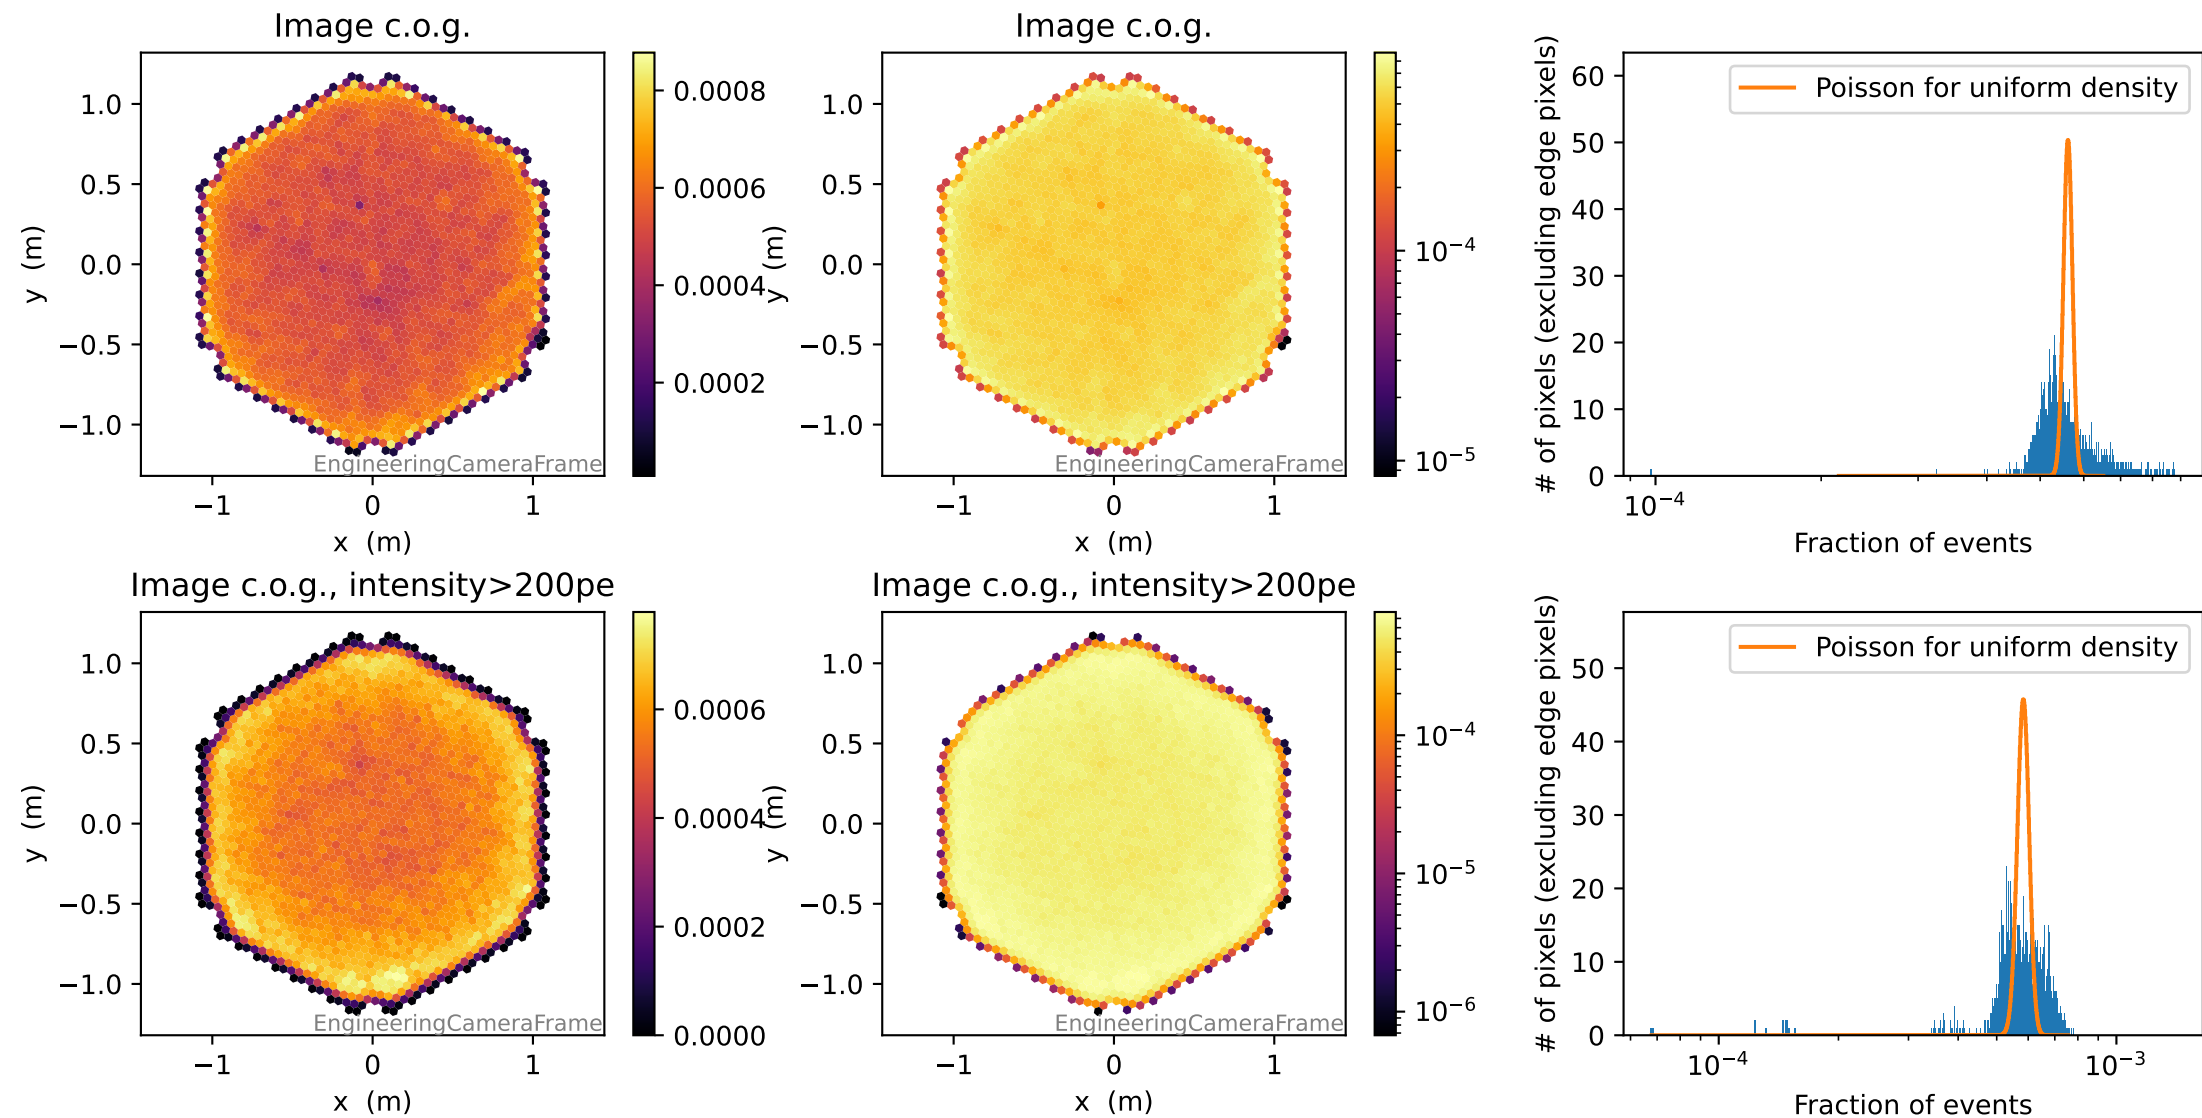 Image c.o.g.
1.0
0.5
0.0
−0.5
−1.0
y (m)
−1
0
1
x (m)
EngineeringCameraFrame
0.0008
0.0006
0.0004
0.0002
Image c.o.g.
1.0
0.5
0.0
−0.5
−1.0
y (m)
−1
0
1
x (m)
EngineeringCameraFrame
10⁻⁴
10⁻⁵
# of pixels (excluding edge pixels)
60
50
40
30
20
10
0
Poisson for uniform density
10⁻⁴
Fraction of events
Image c.o.g., intensity>200pe
1.0
0.5
0.0
−0.5
−1.0
y (m)
−1
0
1
x (m)
EngineeringCameraFrame
0.0006
0.0004
0.0002
0.0000
Image c.o.g., intensity>200pe
1.0
0.5
0.0
−0.5
−1.0
y (m)
−1
0
1
x (m)
EngineeringCameraFrame
10⁻⁴
10⁻⁵
10⁻⁶
# of pixels (excluding edge pixels)
50
40
30
20
10
0
Poisson for uniform density
10⁻⁴
10⁻³
Fraction of events